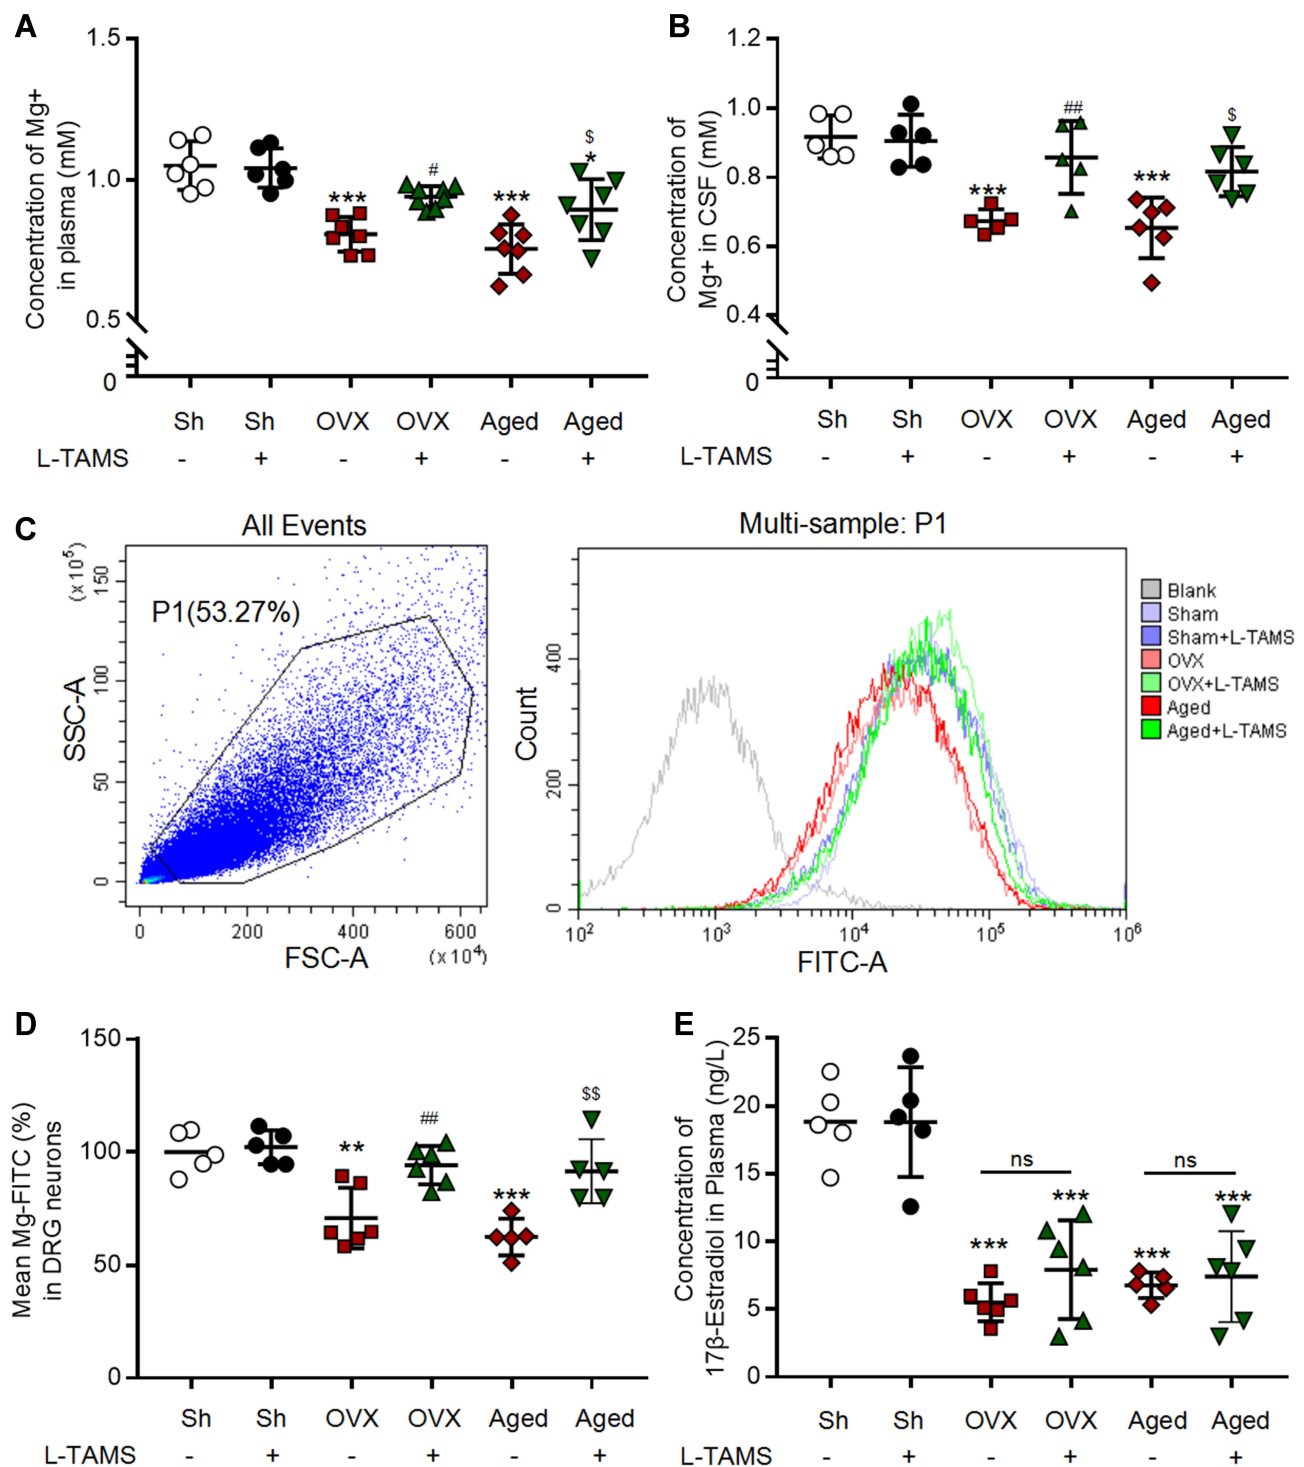 A
1.5
1.0
0.5
0
Concentration of Mg+
in plasma (mM)
***
#
***
$
*
Sh Sh OVX OVX Aged Aged
L-TAMS - + - + - +
B
1.2
1.0
0.8
0.6
0.4
0
Concentration of
Mg+ in CSF (mM)
***
##
***
$
Sh Sh OVX OVX Aged Aged
L-TAMS - + - + - +
C
All Events
(x10⁵)
150
100
50
0
SSC-A
P1(53.27%)
0 200 400 600
FSC-A (x10⁴)
Multi-sample: P1
400
200
0
Count
10² 10³ 10⁴ 10⁵ 10⁶
FITC-A
Blank
Sham
Sham+L-TAMS
OVX
OVX+L-TAMS
Aged
Aged+L-TAMS
D
150
100
50
0
Mean Mg-FITC (%)
in DRG neurons
**
##
***
$$
Sh Sh OVX OVX Aged Aged
L-TAMS - + - + - +
E
25
20
15
10
5
0
Concentration of
17β-Estradiol in Plasma (ng/L)
ns ns
***
***
***
***
Sh Sh OVX OVX Aged Aged
L-TAMS - + - + - +